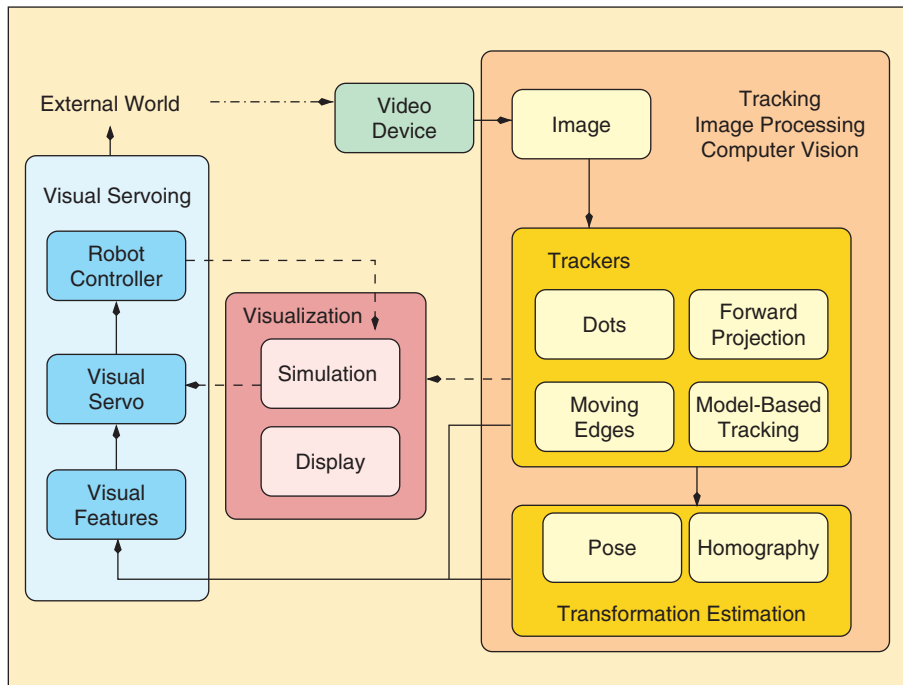 External World
Video
Device
Image
Tracking
Image Processing
Computer Vision
Visual Servoing
Robot
Controller
Visual
Servo
Visual
Features
Visualization
Simulation
Display
Trackers
Dots
Forward
Projection
Moving
Edges
Model-Based
Tracking
Pose
Homography
Transformation Estimation